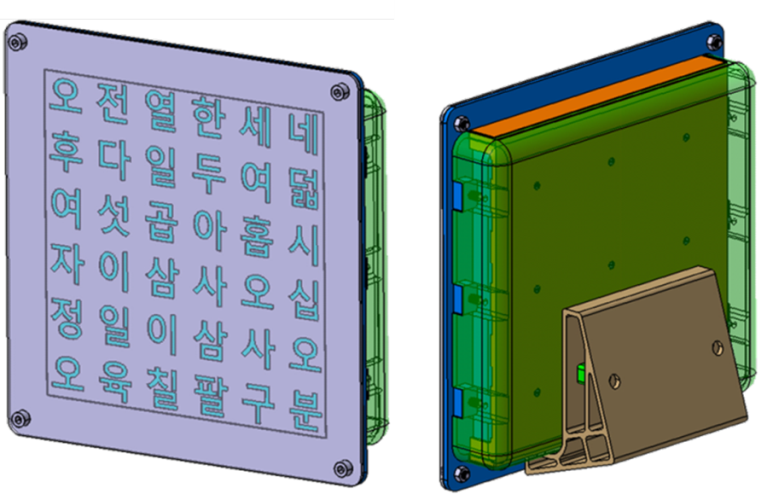 오 전 열 한 세 네
후 다 일 두 여 덟
여 섯 곱 아 홉 시
자 이 삼 사 오 십
정 일 이 삼 사 오
오 육 칠 팔 구 분